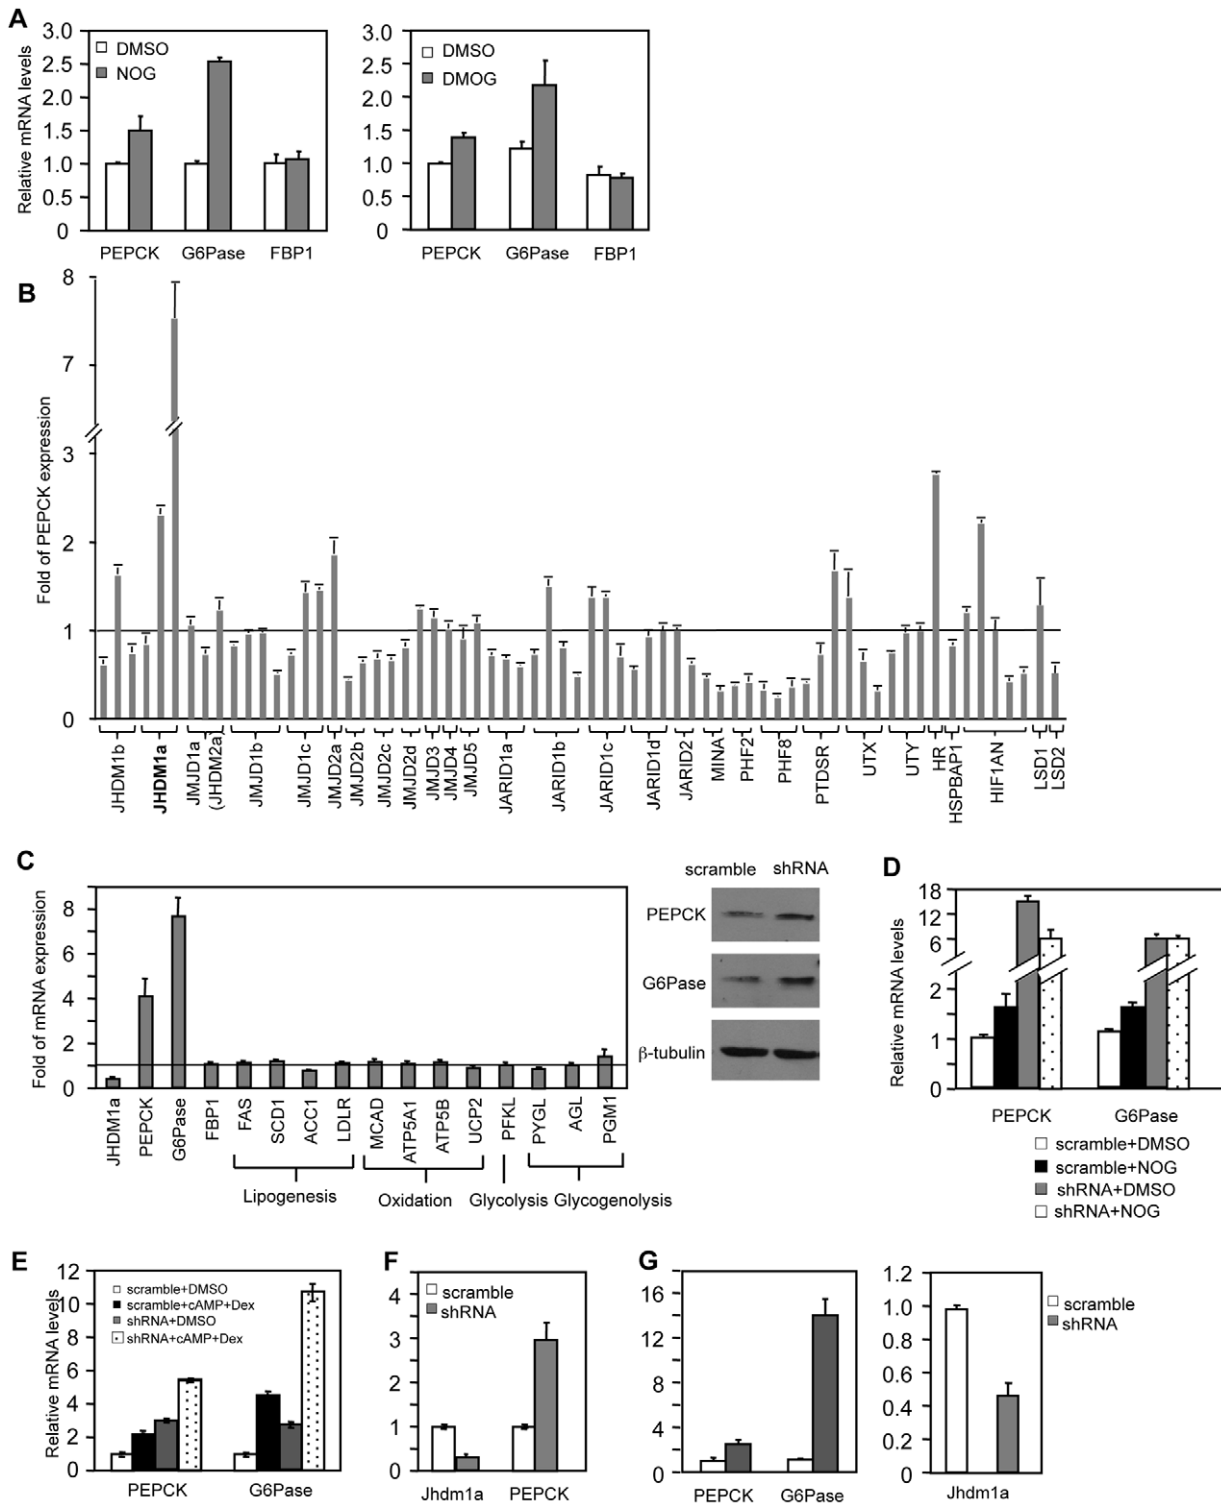 A
Relative mRNA levels
3.0
2.5
2.0
1.5
1.0
0.5
0
DMSO
NOG
PEPCK G6Pase FBP1
3.0
2.5
2.0
1.5
1.0
0.5
0
DMSO
DMOG
PEPCK G6Pase FBP1
B
Fold of PEPCK expression
8
7
3
2
1
0
JHDM1b
JHDM1a
JMJD1a
(JHDM2a)
JMJD1b
JMJD1c
JMJD2a
JMJD2b
JMJD2c
JMJD2d
JMJD3
JMJD4
JMJD5
JARID1a
JARID1b
JARID1c
JARID1d
JARID2
MINA
PHF2
PHF8
PTDSR
UTX
UTY
HR
HSPBAP1
HIF1AN
LSD1
LSD2
C
Fold of mRNA expression
8
6
4
2
0
JHDM1a
PEPCK
G6Pase
FBP1
FAS
SCD1
ACC1
LDLR
MCAD
ATP5A1
ATP5B
UCP2
PFKL
PYGL
AGL
PGM1
Lipogenesis
Oxidation
Glycolysis
Glycogenolysis
scramble shRNA
PEPCK
G6Pase
β-tubulin
D
Relative mRNA levels
18
12
6
2
1
0
PEPCK G6Pase
scramble+DMSO
scramble+NOG
shRNA+DMSO
shRNA+NOG
E
Relative mRNA levels
12
10
8
6
4
2
0
scramble+DMSO
scramble+cAMP+Dex
shRNA+DMSO
shRNA+cAMP+Dex
PEPCK G6Pase
F
4
3
2
1
0
scramble
shRNA
Jhdm1a PEPCK
G
16
12
8
4
0
PEPCK G6Pase
1.2
1.0
0.8
0.6
0.4
0.2
0
Jhdm1a
scramble
shRNA